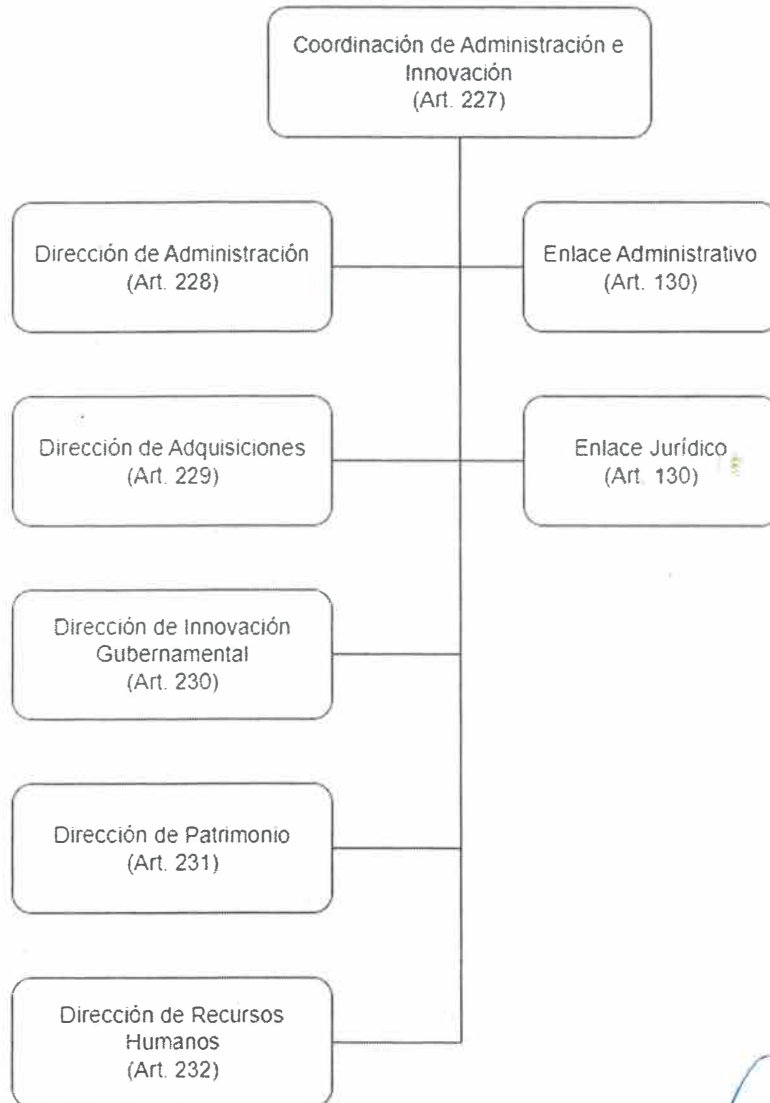 Coordinación de Administración e
Innovación
(Art. 227)
Dirección de Administración
(Art. 228)
Enlace Administrativo
(Art. 130)
Dirección de Adquisiciones
(Art. 229)
Enlace Jurídico
(Art. 130)
Dirección de Innovación
Gubernamental
(Art. 230)
Dirección de Patrimonio
(Art. 231)
Dirección de Recursos
Humanos
(Art. 232)